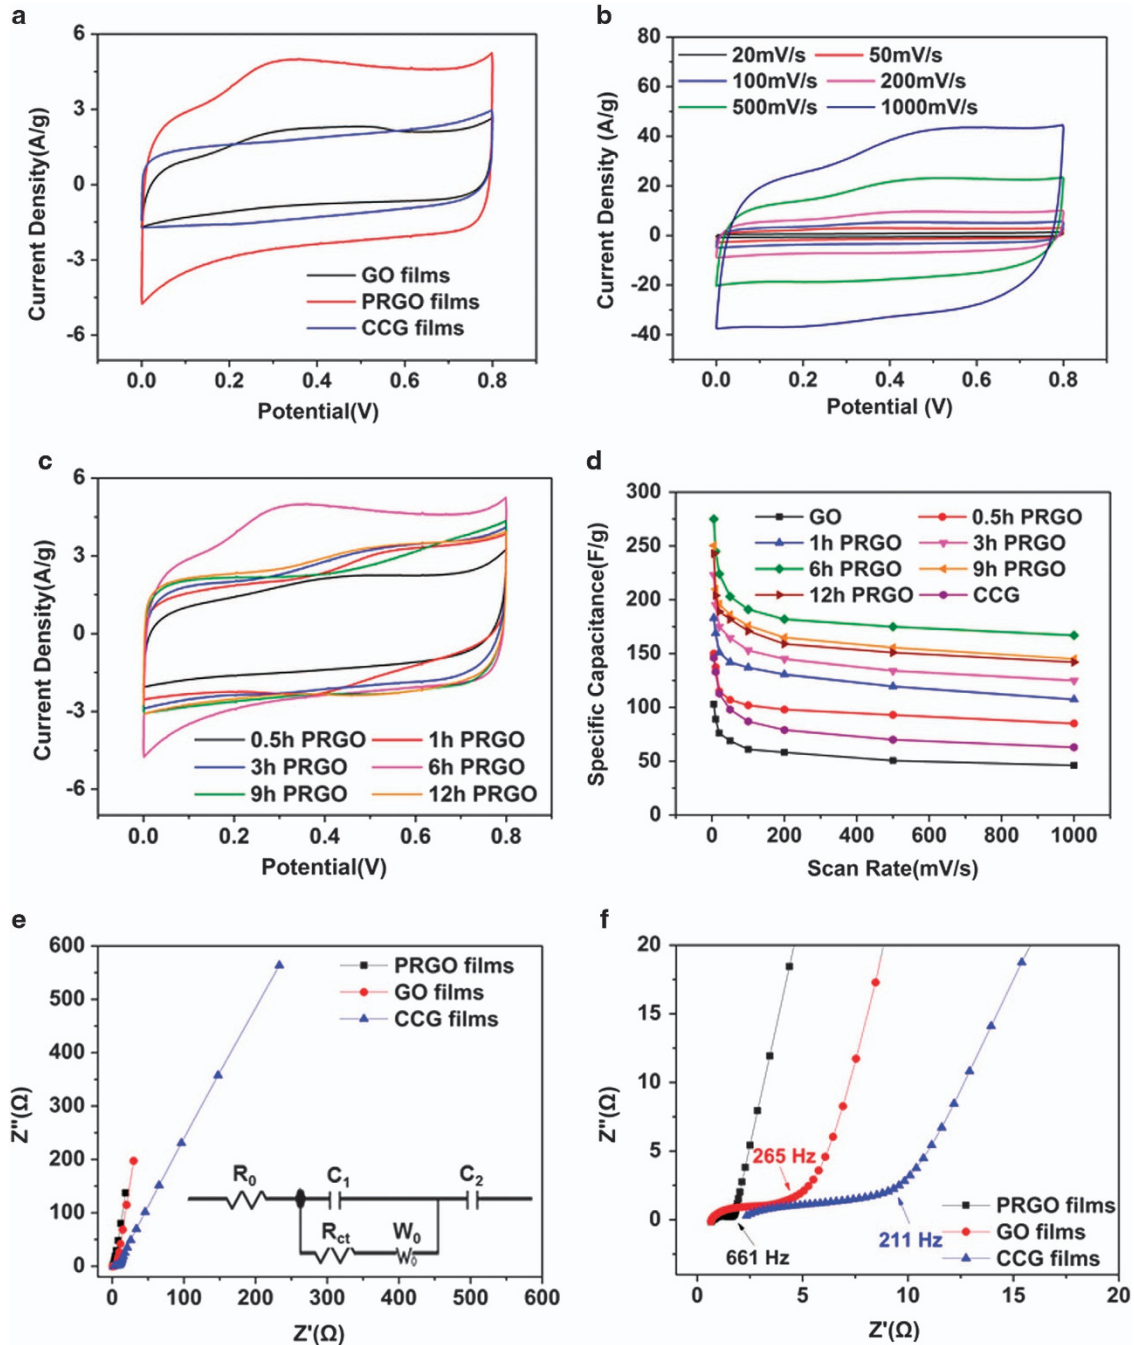 a
6
3
0
-3
-6
Current Density(A/g)
GO films
PRGO films
CCG films
0.0 0.2 0.4 0.6 0.8
Potential(V)
b
80
60
40
20
0
-20
-40
Current Density (A/g)
20mV/s 50mV/s
100mV/s 200mV/s
500mV/s 1000mV/s
0.0 0.2 0.4 0.6 0.8
Potential (V)
c
6
3
0
-3
-6
Current Density(A/g)
0.5h PRGO 1h PRGO
3h PRGO 6h PRGO
9h PRGO 12h PRGO
0.0 0.2 0.4 0.6 0.8
Potential(V)
d
300
250
200
150
100
50
0
Specific Capacitance(F/g)
GO 0.5h PRGO
1h PRGO 3h PRGO
6h PRGO 9h PRGO
12h PRGO CCG
0 200 400 600 800 1000
Scan Rate(mV/s)
e
600
500
400
300
200
100
0
Z''(Ω)
PRGO films
GO films
CCG films
R0 C1 C2
Rct W0
0 100 200 300 400 500 600
Z'(Ω)
f
20
15
10
5
0
Z''(Ω)
265 Hz
661 Hz
211 Hz
PRGO films
GO films
CCG films
5 10 15 20
Z'(Ω)